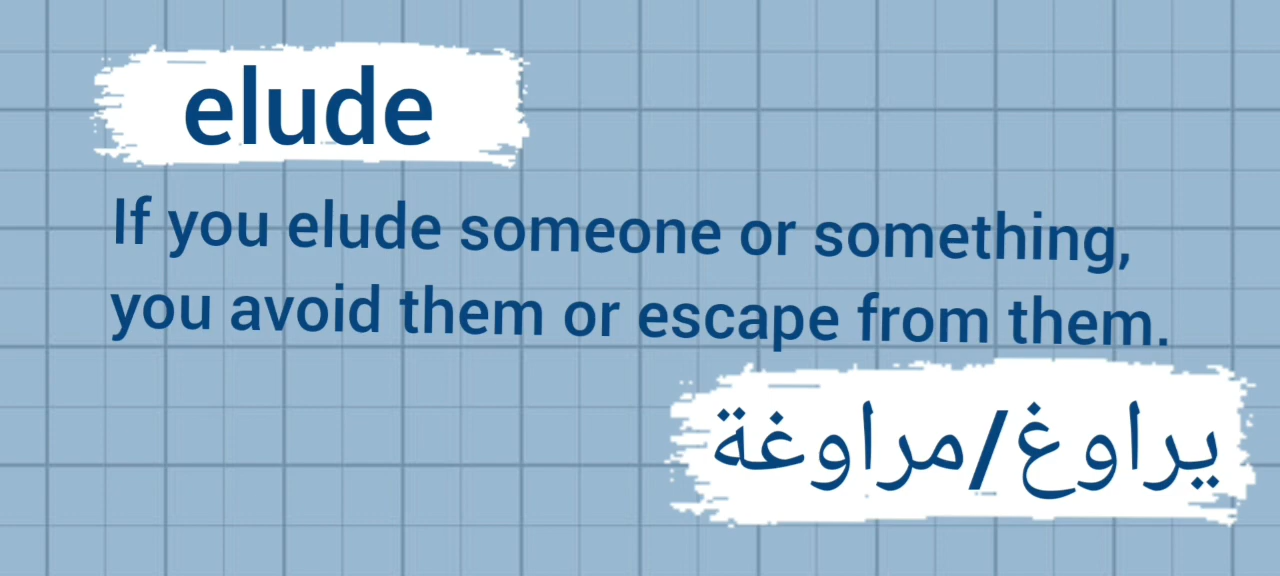 elude
If you elude someone or something,
you avoid them or escape from them.
يراوغ/مراوغة